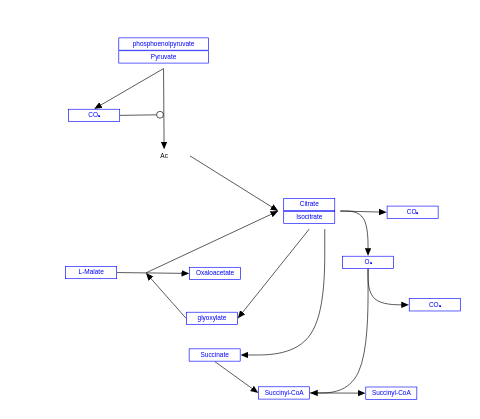 phosphoenolpyruvate
Pyruvate
CO₂
Ac
Citrate
Isocitrate
CO₂
O₂
L-Malate
Oxaloacetate
CO₂
glyoxylate
Succinate
Succinyl-CoA
Succinyl-CoA